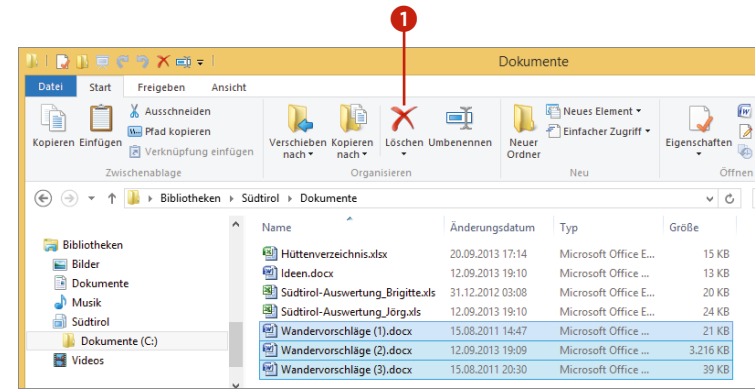 1
Dokumente
Datei Start Freigeben Ansicht
Kopieren Einfügen Ausschneiden
Pfad kopieren
Verknüpfung einfügen
Verschieben nach Kopieren nach Löschen Umbenennen
Neuer Ordner Neues Element
Einfacher Zugriff
Eigenschaften
Zwischenablage Organisieren Neu Öffnen
Bibliotheken Südtirol Dokumente
Name Änderungsdatum Typ Größe
Bibliotheken
Bilder
Dokumente
Musik
Südtirol
Dokumente (C:)
Videos
Hüttenverzeichnis.xlsx 20.09.2013 17:14 Microsoft Office E... 15 KB
Ideen.docx 12.09.2013 19:10 Microsoft Office ... 13 KB
Südtirol-Auswertung_Brigitte.xls 31.12.2012 03:08 Microsoft Office E... 20 KB
Südtirol-Auswertung_Jörg.xls 12.09.2013 19:10 Microsoft Office E... 24 KB
Wandervorschläge (1).docx 15.08.2011 14:47 Microsoft Office ... 21 KB
Wandervorschläge (2).docx 12.09.2013 19:09 Microsoft Office ... 3.216 KB
Wandervorschläge (3).docx 15.08.2011 20:30 Microsoft Office ... 39 KB